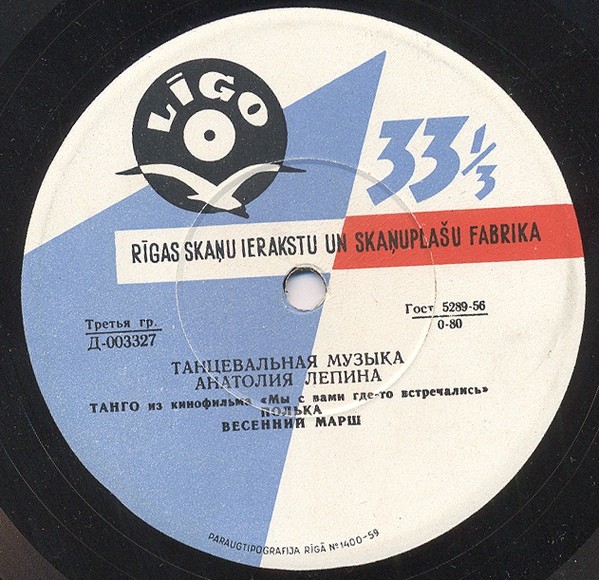 LĪGO
33⅓
RĪGAS SKAŅU IERAKSTU UN SKAŅUPLAŠU FABRIKA
Третья гр.
Д-003327
Гост 5289-56
0-80
ТАНЦЕВАЛЬНАЯ МУЗЫКА
АНАТОЛИЯ ЛЕПИНА
ТАНГО из кинофильма «Мы с вами где-то встречались»
ПОЛЬКА
ВЕСЕННИЙ МАРШ
PARAUGTIPOGRAFIJA RĪGĀ №1400-59